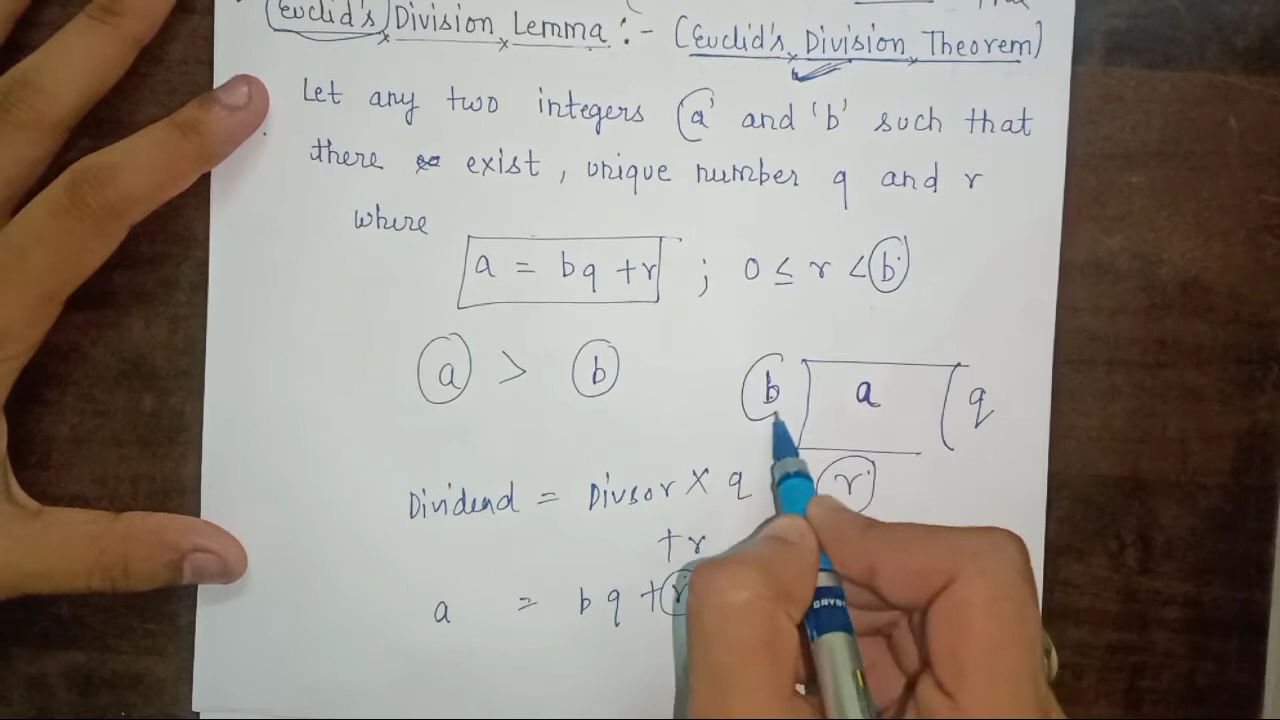 Euclid's Division Lemma :- (Euclid's Division Theorem)
Let any two integers 'a' and 'b' such that
there exist, unique number q and r
where
a = bq + r ; 0 ≤ r < b
a > b
b ) a ( q
Dividend = Divsor × q
r
+ r
a = bq + r